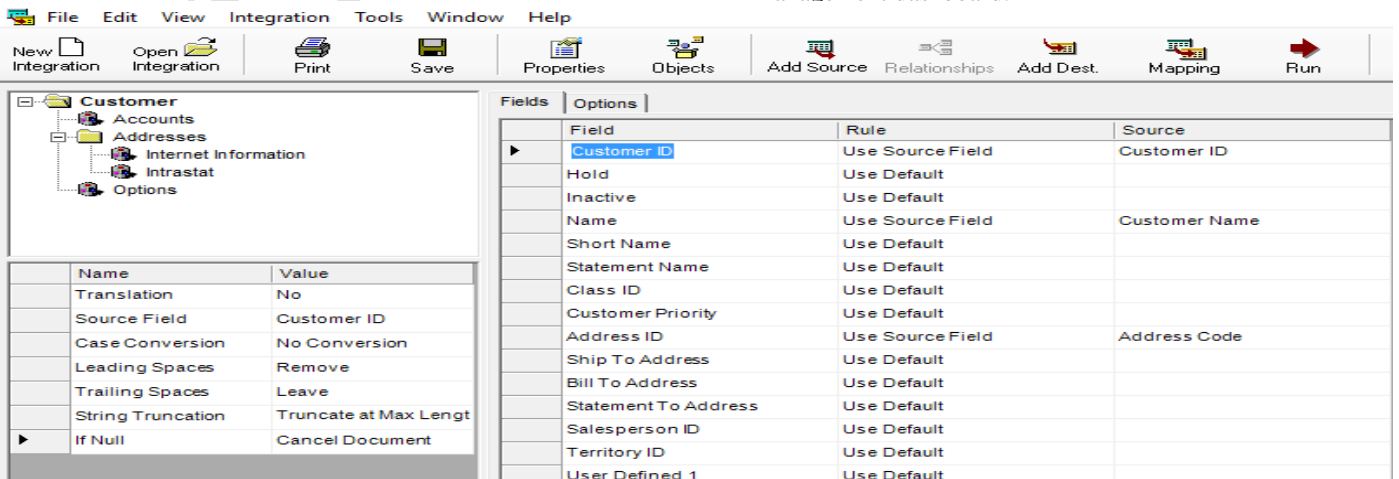 File Edit View Integration Tools Window Help
New Integration Open Integration Print Save Properties Objects Add Source Relationships Add Dest. Mapping Run
Customer
Accounts
Addresses
Internet Information
Intrastat
Options
Name Value
Translation No
Source Field Customer ID
Case Conversion No Conversion
Leading Spaces Remove
Trailing Spaces Leave
String Truncation Truncate at Max Lengt
If Null Cancel Document
Fields Options
Field Rule Source
Customer ID Use Source Field Customer ID
Hold Use Default
Inactive Use Default
Name Use Source Field Customer Name
Short Name Use Default
Statement Name Use Default
Class ID Use Default
Customer Priority Use Default
Address ID Use Source Field Address Code
Ship To Address Use Default
Bill To Address Use Default
Statement To Address Use Default
Salesperson ID Use Default
Territory ID Use Default
User Defined 1 Use Default